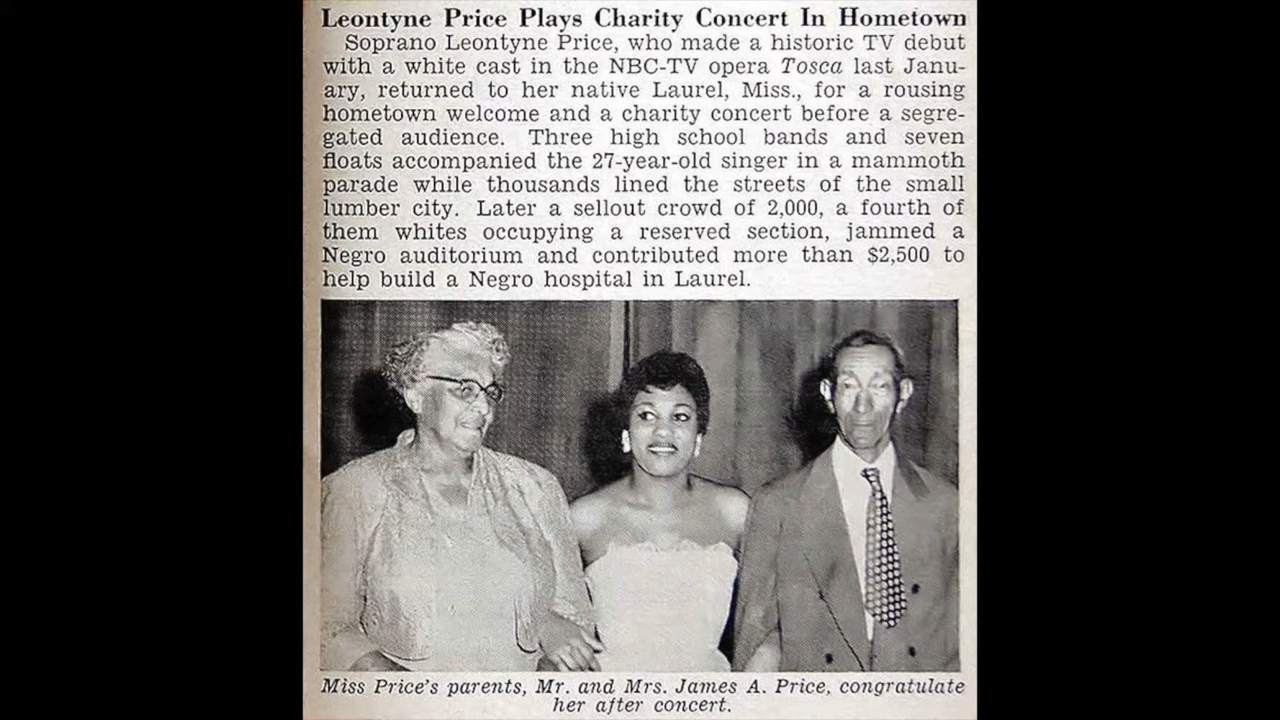 Leontyne Price Plays Charity Concert In Hometown
Soprano Leontyne Price, who made a historic TV debut
with a white cast in the NBC-TV opera Tosca last Janu-
ary, returned to her native Laurel, Miss., for a rousing
hometown welcome and a charity concert before a segre-
gated audience. Three high school bands and seven
floats accompanied the 27-year-old singer in a mammoth
parade while thousands lined the streets of the small
lumber city. Later a sellout crowd of 2,000, a fourth of
them whites occupying a reserved section, jammed a
Negro auditorium and contributed more than $2,500 to
help build a Negro hospital in Laurel.
Miss Price's parents, Mr. and Mrs. James A. Price, congratulate
her after concert.